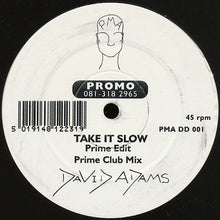 PMA
PROMO
081-318 2965
45 rpm
5 019148 122319
PMA DD 001
TAKE IT SLOW
Prime Edit
Prime Club Mix
DAVID ADAMS